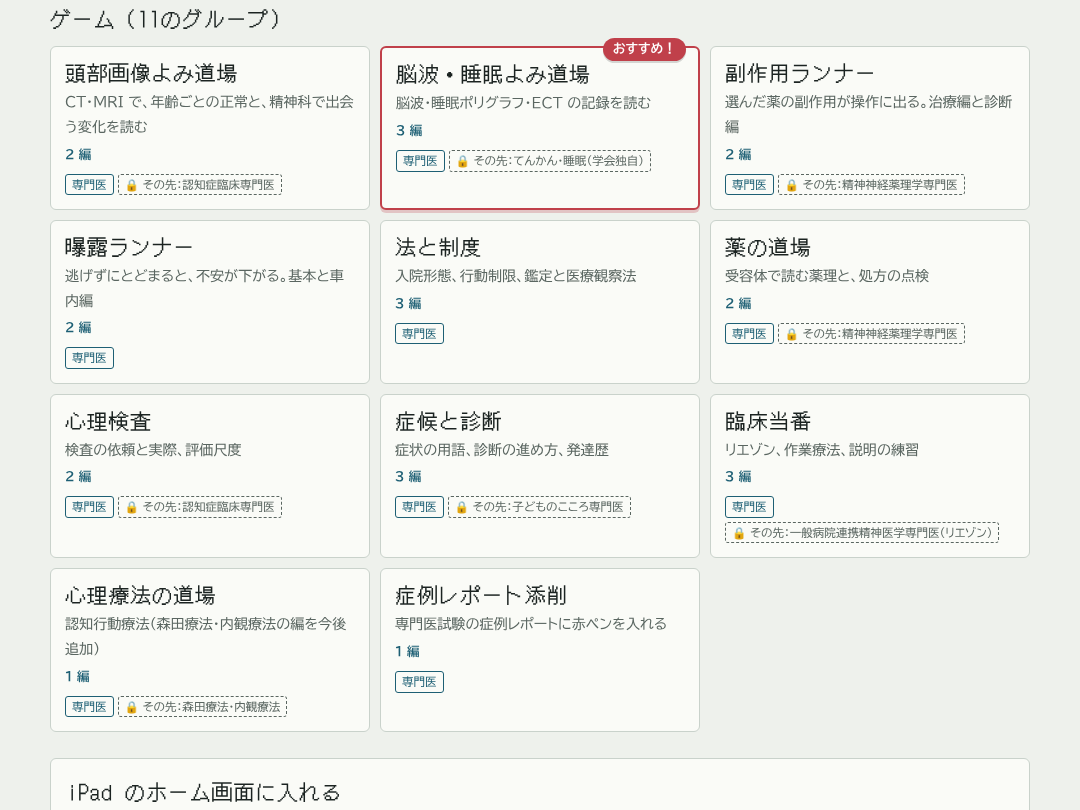 ゲーム（11のグループ）
頭部画像よみ道場
CT・MRI で、年齢ごとの正常と、精神科で出会
う変化を読む
2 編
専門医
🔒 その先：認知症臨床専門医
おすすめ！
脳波・睡眠よみ道場
脳波・睡眠ポリグラフ・ECT の記録を読む
3 編
専門医
🔒 その先：てんかん・睡眠（学会独自）
副作用ランナー
選んだ薬の副作用が操作に出る。治療編と診断
編
2 編
専門医
🔒 その先：精神神経薬理学専門医
曝露ランナー
逃げずにとどまると、不安が下がる。基本と車
内編
2 編
専門医
法と制度
入院形態、行動制限、鑑定と医療観察法
3 編
専門医
薬の道場
受容体で読む薬理と、処方の点検
2 編
専門医
🔒 その先：精神神経薬理学専門医
心理検査
検査の依頼と実際、評価尺度
2 編
専門医
🔒 その先：認知症臨床専門医
症候と診断
症状の用語、診断の進め方、発達歴
3 編
専門医
🔒 その先：子どものこころ専門医
臨床当番
リエゾン、作業療法、説明の練習
3 編
専門医
🔒 その先：一般病院連携精神医学専門医（リエゾン）
心理療法の道場
認知行動療法（森田療法・内観療法の編を今後
追加）
1 編
専門医
🔒 その先：森田療法・内観療法
症例レポート添削
専門医試験の症例レポートに赤ペンを入れる
1 編
専門医
iPad のホーム画面に入れる